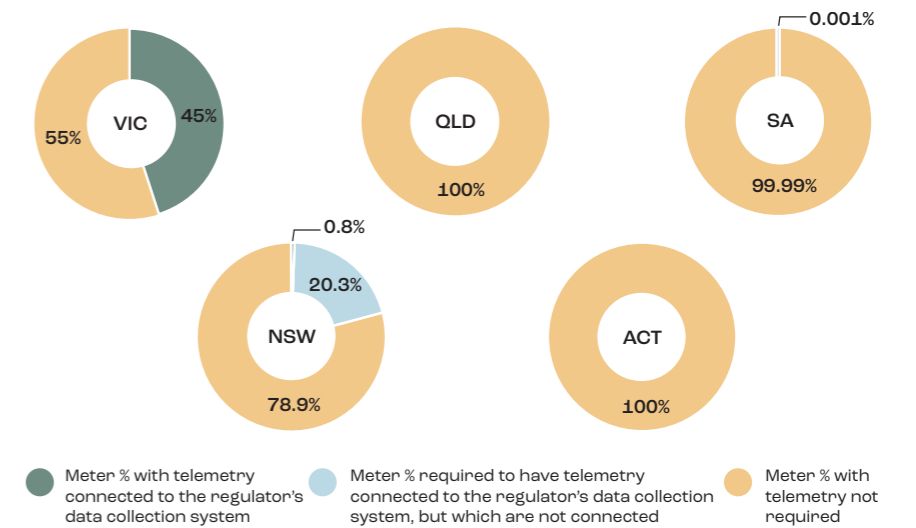 0.001%
VIC
45%
55%
QLD
100%
SA
99.99%
0.8%
20.3%
NSW
78.9%
ACT
100%
Meter % with telemetry
connected to the regulator’s
data collection system
Meter % required to have telemetry
connected to the regulator’s data collection
system, but which are not connected
Meter % with
telemetry not
required